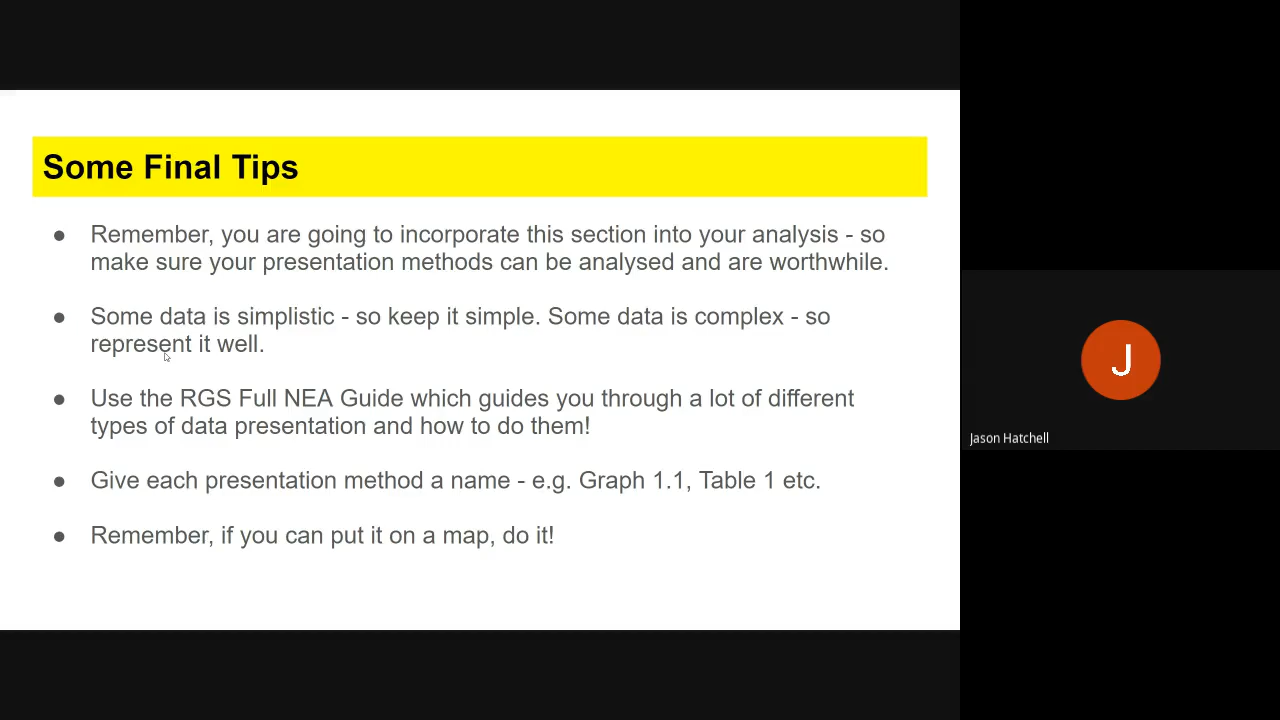 Some Final Tips
● Remember, you are going to incorporate this section into your analysis - so
make sure your presentation methods can be analysed and are worthwhile.
● Some data is simplistic - so keep it simple. Some data is complex - so
represent it well.
● Use the RGS Full NEA Guide which guides you through a lot of different
types of data presentation and how to do them!
● Give each presentation method a name - e.g. Graph 1.1, Table 1 etc.
● Remember, if you can put it on a map, do it!
J
Jason Hatchell